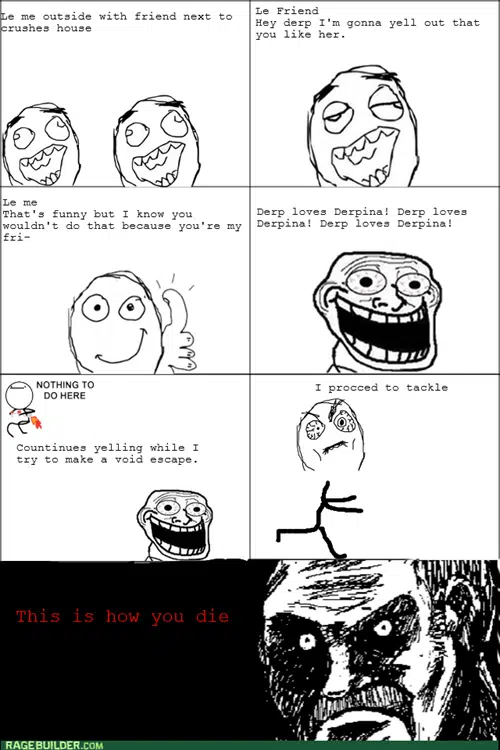 Le me outside with friend next to
crushes house
Le Friend
Hey derp I'm gonna yell out that
you like her.
Le me
That's funny but I know you
wouldn't do that because you're my
fri-
Derp loves Derpina! Derp loves
Derpina! Derp loves Derpina!
NOTHING TO
DO HERE
Countinues yelling while I
try to make a void escape.
I procced to tackle
This is how you die
RAGEBUILDER.COM